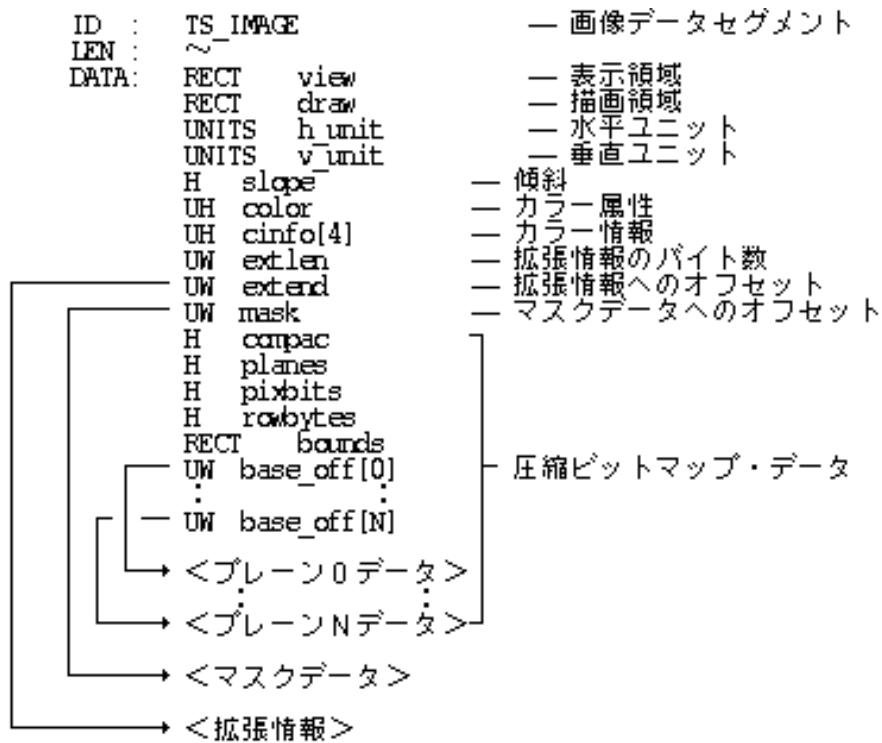 ID : TS_IMAGE — 画像データセグメント
LEN : ～
DATA: RECT view — 表示領域
RECT draw — 描画領域
UNITS h_unit — 水平ユニット
UNITS v_unit — 垂直ユニット
H slope — 傾斜
UH color — カラー属性
UH cinfo[4] — カラー情報
UW extlen — 拡張情報のバイト数
UW extend — 拡張情報へのオフセット
UW mask — マスクデータへのオフセット
H compac
H planes
H pixbits
H rowbytes
RECT bounds
UW base_off[0] 圧縮ビットマップ・データ
: :
UW base_off[N]
＜プレーン０データ＞
: :
＜プレーンＮデータ＞
＜マスクデータ＞
＜拡張情報＞